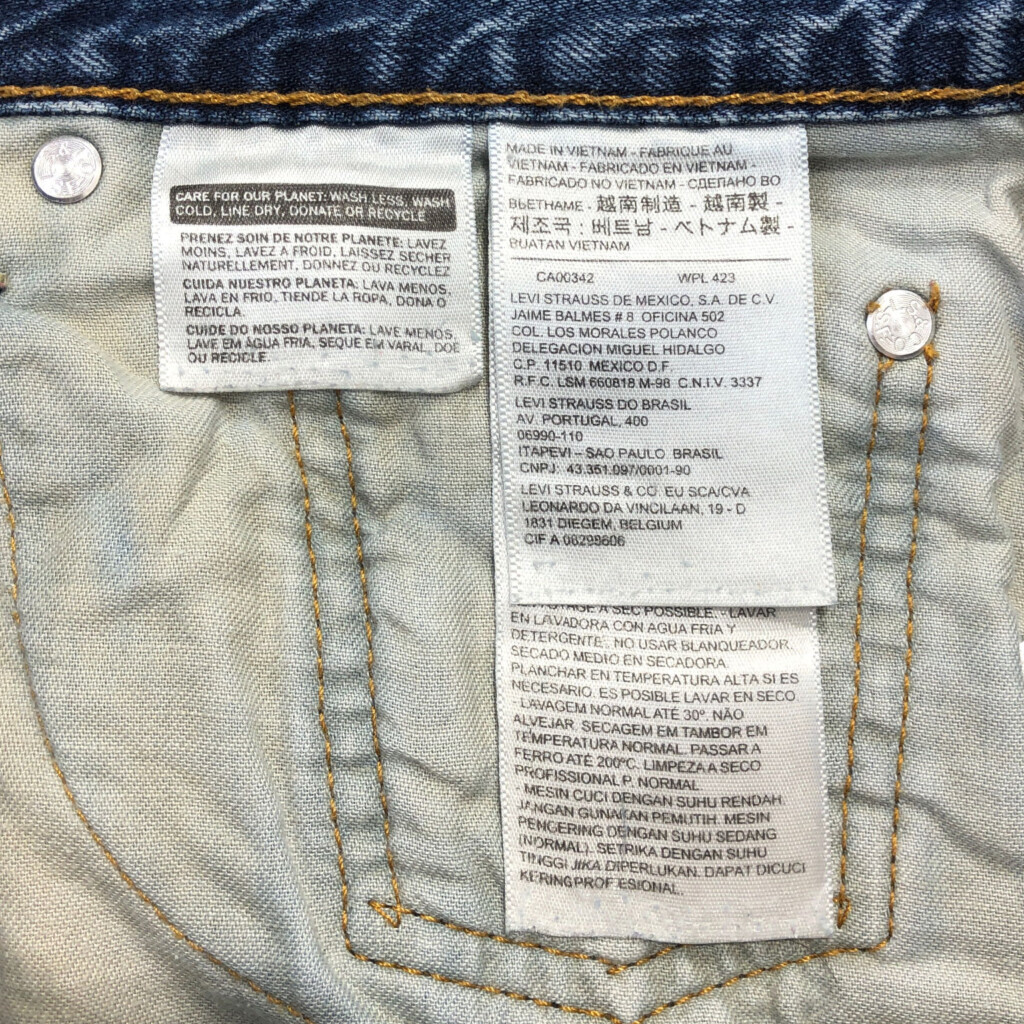 CARE FOR OUR PLANET: WASH LESS, WASH
COLD, LINE DRY, DONATE OR RECYCLE
PRENEZ SOIN DE NOTRE PLANETE: LAVEZ
MOINS, LAVEZ A FROID, LAISSEZ SECHER
NATURELLEMENT, DONNEZ OU RECYCLEZ
CUIDA NUESTRO PLANETA: LAVA MENOS,
LAVA EN FRIO, TIENDE LA ROPA, DONA O
RECICLA.
CUIDE DO NOSSO PLANETA: LAVE MENOS,
LAVE EM AGUA FRIA, SEQUE EM VARAL, DOE
OU RECICLE.
MADE IN VIETNAM - FABRIQUE AU
VIETNAM - FABRICADO EN VIETNAM -
FABRICADO NO VIETNAM - СДЕПАНО ВО
ВЬЕТНАМЕ - 越南制造 - 越南製 -
제조국 : 베트남 - ベトナム製 -
BUATAN VIETNAM
CA00342 WPL 423
LEVI STRAUSS DE MEXICO, S.A. DE C.V.
JAIME BALMES # 8 OFICINA 502
COL. LOS MORALES POLANCO
DELEGACION MIGUEL HIDALGO
C.P. 11510 MEXICO D.F.
R.F.C. LSM 660818 M-98 C.N.I.V. 3337
LEVI STRAUSS DO BRASIL
AV. PORTUGAL, 400
06990-110
ITAPEVI – SAO PAULO BRASIL
CNPJ: 43.351.097/0001-90
LEVI STRAUSS & CO. EU SCA/CVA
LEONARDO DA VINCILAAN, 19 - D
1831 DIEGEM, BELGIUM
CIF A 08298606
A SEC POSSIBLE. - LAVAR
EN LAVADORA CON AGUA FRIA Y
DETERGENTE. NO USAR BLANQUEADOR.
SECADO MEDIO EN SECADORA.
PLANCHAR EN TEMPERATURA ALTA SI ES
NECESARIO. ES POSIBLE LAVAR EN SECO
- LAVAGEM NORMAL ATÉ 30º. NÃO
ALVEJAR. SECAGEM EM TAMBOR EM
TEMPERATURA NORMAL. PASSAR A
FERRO ATÉ 200ºC. LIMPEZA A SECO
PROFISSIONAL P, NORMAL
- MESIN CUCI DENGAN SUHU RENDAH.
JANGAN GUNAKAN PEMUTIH. MESIN
PENGERING DENGAN SUHU SEDANG
(NORMAL). SETRIKA DENGAN SUHU
TINGGI JIKA DIPERLUKAN. DAPAT DICUCI
KERING PROFESIONAL.